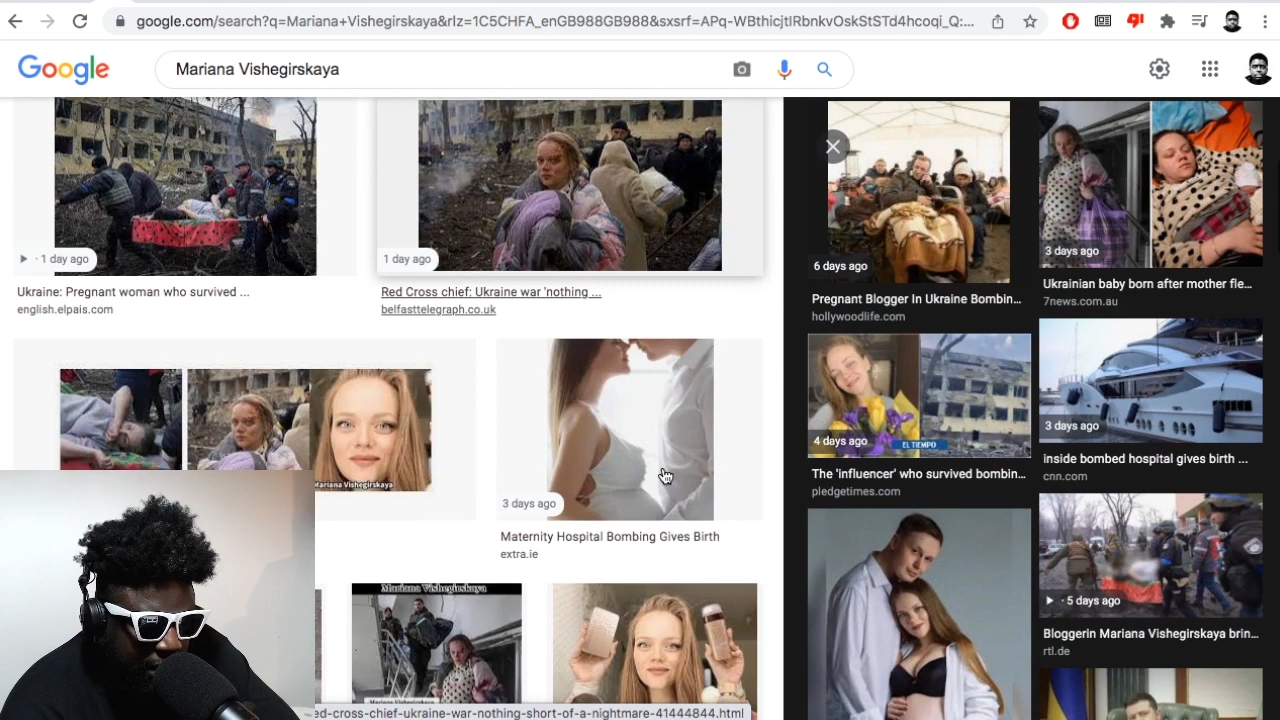 google.com/search?q=Mariana+Vishegirskaya&rlz=1C5CHFA_enGB988GB988&sxsrf=APq-WBthicjtIRbnkvOskStSTd4hcoqi_Q:...
Google
Mariana Vishegirskaya
1 day ago
Ukraine: Pregnant woman who survived ...
english.elpais.com
1 day ago
Red Cross chief: Ukraine war 'nothing ...
belfasttelegraph.co.uk
Mariana Vishegirskaya
3 days ago
Maternity Hospital Bombing Gives Birth
extra.ie
Mariana Vishegirskaya
6 days ago
Pregnant Blogger In Ukraine Bombin...
hollywoodlife.com
3 days ago
Ukrainian baby born after mother fle...
7news.com.au
EL TIEMPO
4 days ago
The 'influencer' who survived bombin...
pledgetimes.com
3 days ago
inside bombed hospital gives birth ...
cnn.com
5 days ago
Bloggerin Mariana Vishegirskaya brin...
rtl.de
ed-cross-chief-ukraine-war-nothing-short-of-a-nightmare-41444844.html